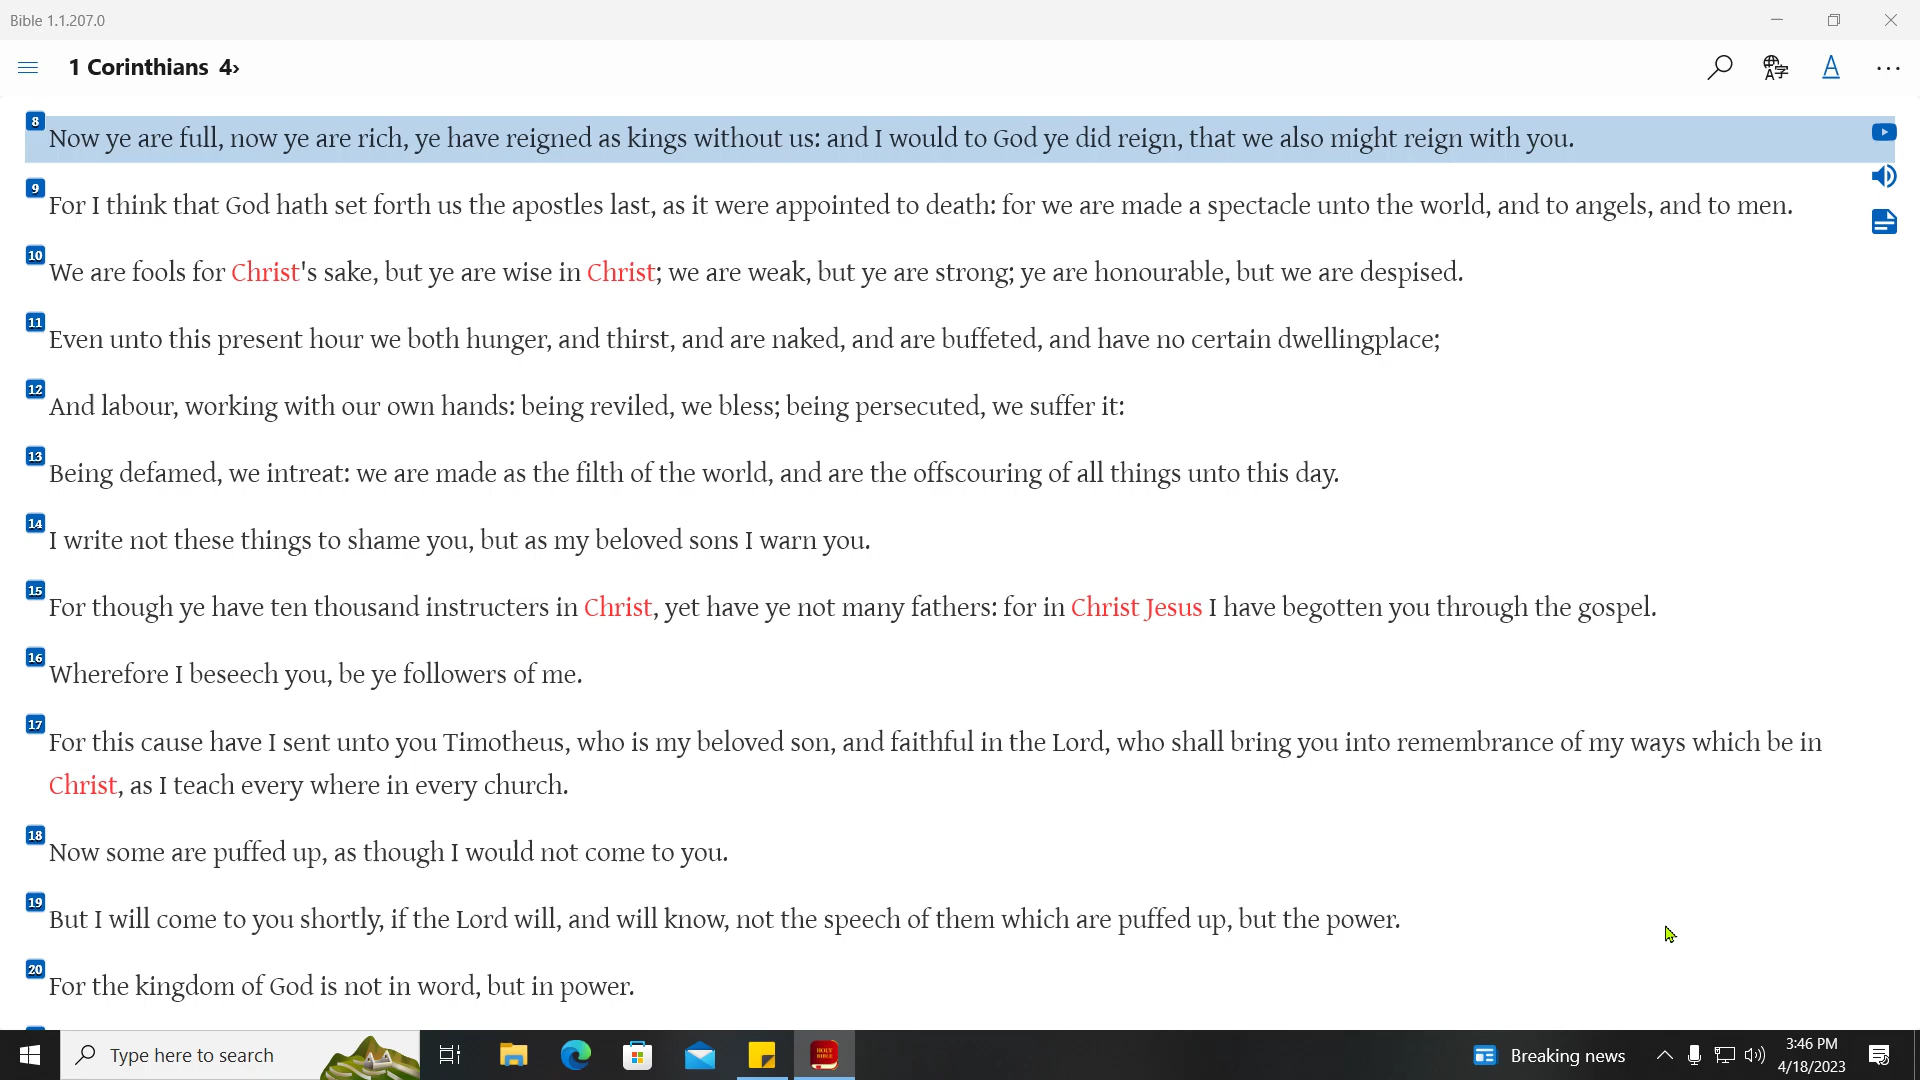 Bible 1.1.207.0
1 Corinthians 4›
8 Now ye are full, now ye are rich, ye have reigned as kings without us: and I would to God ye did reign, that we also might reign with you.
9 For I think that God hath set forth us the apostles last, as it were appointed to death: for we are made a spectacle unto the world, and to angels, and to men.
10 We are fools for Christ's sake, but ye are wise in Christ; we are weak, but ye are strong; ye are honourable, but we are despised.
11 Even unto this present hour we both hunger, and thirst, and are naked, and are buffeted, and have no certain dwellingplace;
12 And labour, working with our own hands: being reviled, we bless; being persecuted, we suffer it:
13 Being defamed, we intreat: we are made as the filth of the world, and are the offscouring of all things unto this day.
14 I write not these things to shame you, but as my beloved sons I warn you.
15 For though ye have ten thousand instructers in Christ, yet have ye not many fathers: for in Christ Jesus I have begotten you through the gospel.
16 Wherefore I beseech you, be ye followers of me.
17 For this cause have I sent unto you Timotheus, who is my beloved son, and faithful in the Lord, who shall bring you into remembrance of my ways which be in
Christ, as I teach every where in every church.
18 Now some are puffed up, as though I would not come to you.
19 But I will come to you shortly, if the Lord will, and will know, not the speech of them which are puffed up, but the power.
20 For the kingdom of God is not in word, but in power.
Type here to search
HOLY
BIBLE
Breaking news
3:46 PM
4/18/2023